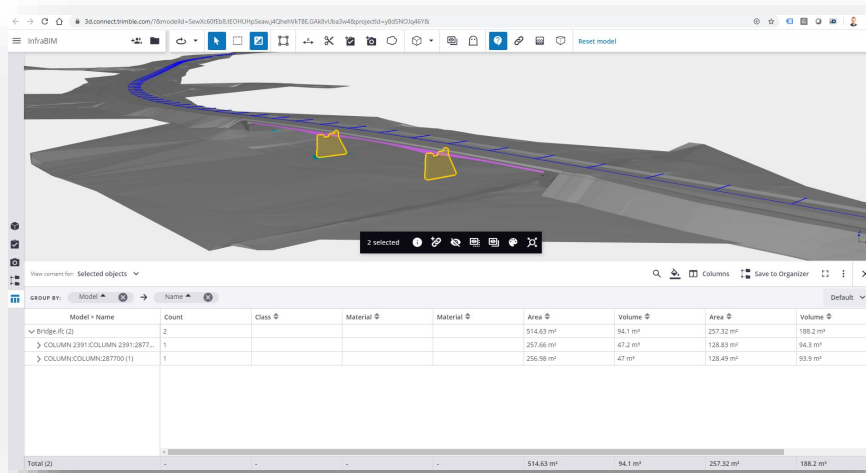 3d.connect.trimble.com/?&modelId=SewXc60fEb8,tEOHUHpSeaw,j4QhehVkT8E,GAk8vUba3w4&projectId=y8dSNOJq46Y&
InfraBIM
Reset model
2 selected
View content for: Selected objects
Columns
Save to Organizer
GROUP BY: Model → Name
Default
Model > Name Count Class Material Material Area Volume Area Volume
Bridge.ifc (2) 2 514.63 m² 94.1 m³ 257.32 m² 188.2 m³
COLUMN 2391:COLUMN 2391:2877... 1 257.66 m² 47.2 m³ 128.83 m² 94.3 m³
COLUMN:COLUMN:287700 (1) 1 256.98 m² 47 m³ 128.49 m² 93.9 m³
Total (2) - - - - 514.63 m² 94.1 m³ 257.32 m² 188.2 m³